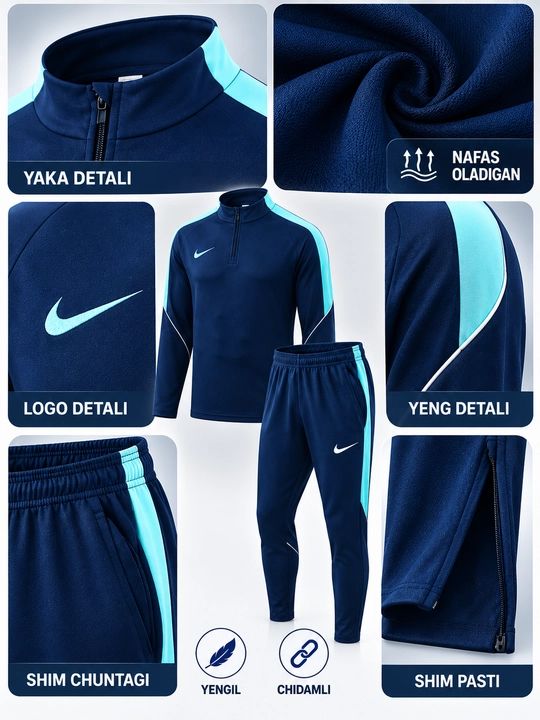 YAKA DETALI
NAFAS
OLADIGAN
LOGO DETALI
YENG DETALI
SHIM CHUNTAGI
SHIM PASTI
YENGIL
CHIDAMLI